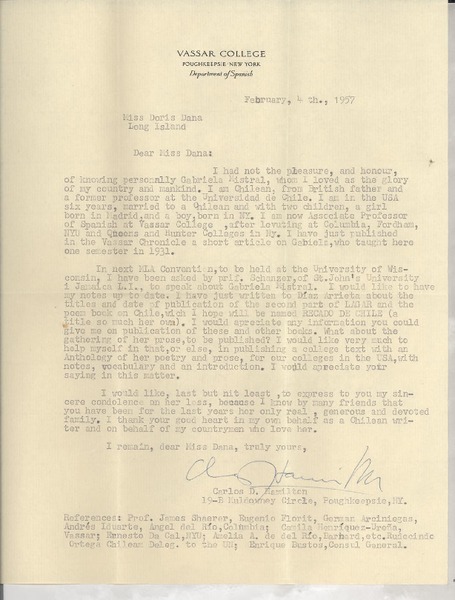 VASSAR COLLEGE
POUGHKEEPSIE · NEW YORK
Department of Spanish
February, 4 th., 1957
Miss Doris Dana
Long Island
Dear Miss Dana:
I had not the pleasure, and honour,
of knowing personally Gabriela Mistral, whom I loved as the glory
of my country and mankind. I am Chilean, from British father and
a former professor at the Universidad de Chile. I am in the USA
six years, married to a Chilean and with two children, a girl
born in Madrid, and a boy, born in NY. I am now Associate Professor
of Spanish at Vassar College , after at Columbia, Fordham,
NYU and Queens and Hunter Colleges in Ny. I have just published
in the Vassar Chronicle a short article on Gabiela, who taught here
one semester in 1931.
In next MLA Convention, to be held at the University of Wis-
consin, I have been asked by prif. Schanzer, of St. John's University
i Jamaica L.I., to speak about Gabriela Mistral. I would like to have
my notes up to date. I have just written to Díaz Arrieta about the
titles and date of publication of the second part of LAGAR and the
poem book on Chile, wich I hope will be named RECADO DE CHILE (a
title so much her own). I would apreciate any information you could
give me on publication of these and other books. What about the
gathering of her prose, to be published? I would like very much to
help myself in that, or else, in publishing a college text with an
Anthology of her poetry and prose, for our colleges in the USA, with
notes, vocabulary and an introduction. I would apreciate your
saying in this matter.
I would like, last but nit least , to express to you my sin-
cere condolence on her loss, because I know by many friends that
you have been for the last years her only real , generous and devoted
family. I thank your good heart in my own behalf as a Chilean wri-
ter and on behalf of my countrymen who love her.
I remain, dear Miss Dana, truly yours,
Carlos D. Hamilton
19-B Muldowney Circle, Poughkeepsie, NY.
References: Prof. James Shearer, Eugenio Florit, German Arciniegas,
Andrés Iduarte, Angel del Río, Columbia; Camila Henríquez-Ureña,
Vassar; Ernesto Da Cal, NYU; Amelia A. de del Río, Barnard, etc. Rudecindo
Ortega Chilean Deleg. to the UN; Enrique Bustos, Consul General.